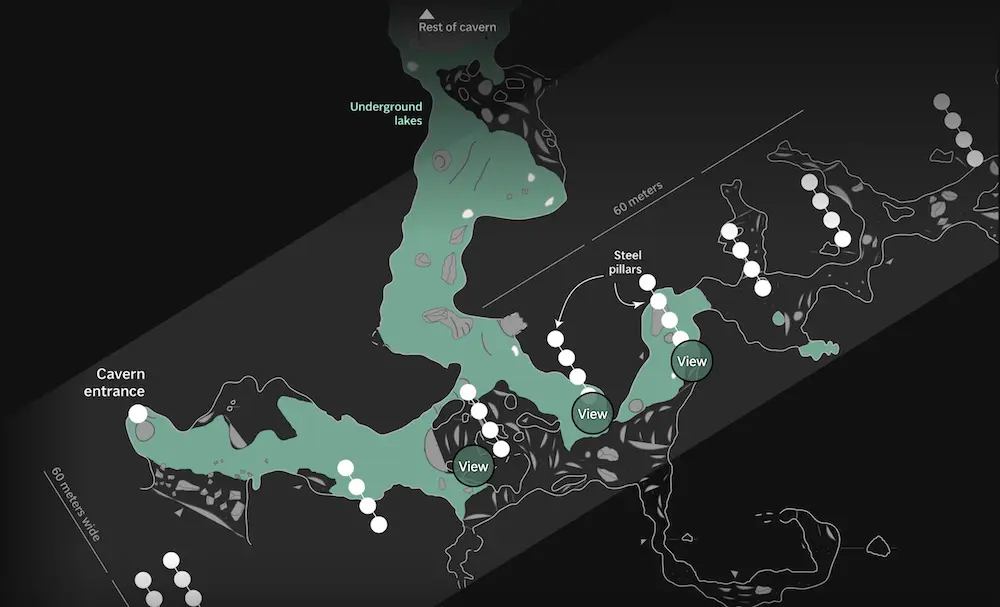 Rest of cavern
Underground
lakes
60 meters
Steel
pillars
View
Cavern
entrance
View
View
60 meters wide